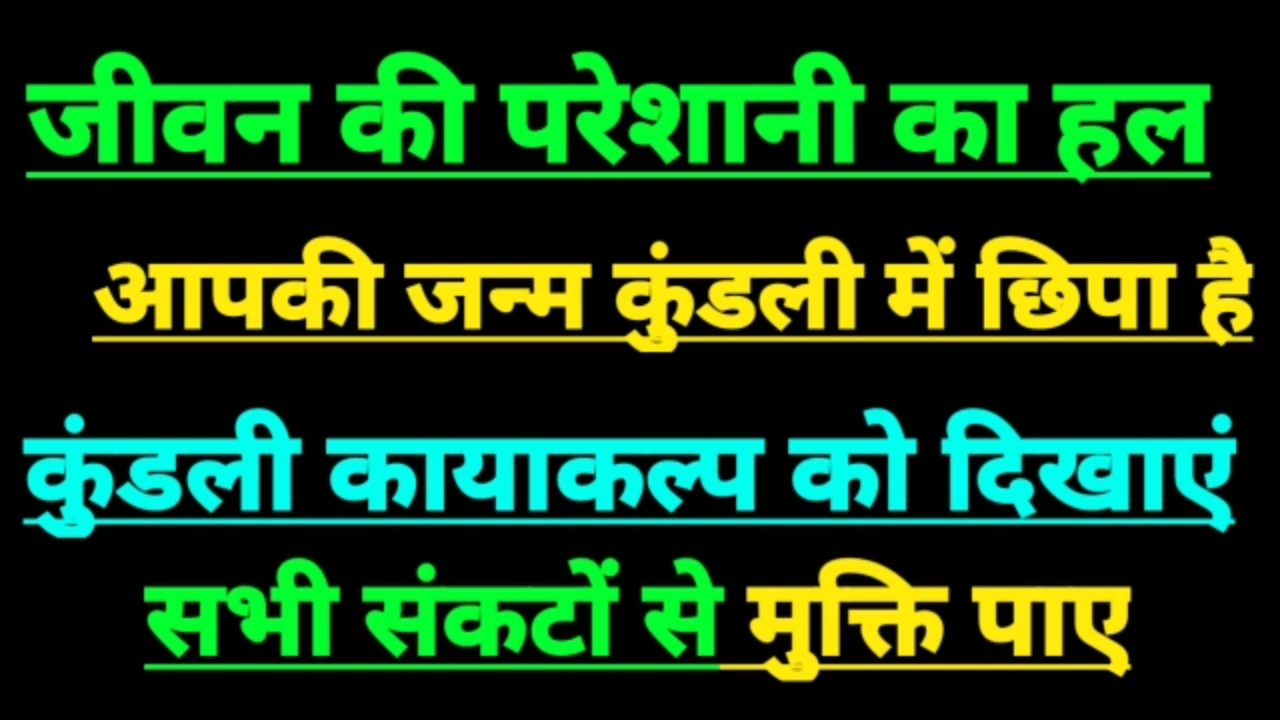 जीवन की परेशानी का हल
आपकी जन्म कुंडली में छिपा है
कुंडली कायाकल्प को दिखाएं
सभी संकटों से मुक्ति पाए